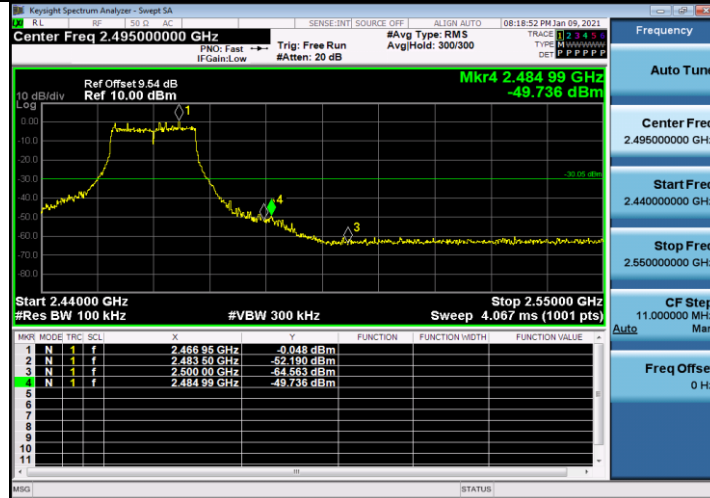 Keysight Spectrum Analyzer - Swept SA
RL RF 50 Ω AC SENSE:INT SOURCE OFF ALIGN AUTO 08:18:52 PM Jan 09, 2021
Center Freq 2.495000000 GHz
PNO: Fast
IFGain:Low
Trig: Free Run
#Atten: 20 dB
#Avg Type: RMS
Avg|Hold: 300/300
TRACE 1 2 3 4 5 6
TYPE M W W W W W
DET P P P P P P
Ref Offset 9.54 dB
Ref 10.00 dBm
10 dB/div
Log
Mkr4 2.484 99 GHz
-49.736 dBm
0.00
-10.0
-20.0
-30.0
-40.0
-50.0
-60.0
-70.0
-80.0
1
4
3
-30.05 dBm
Start 2.44000 GHz Stop 2.55000 GHz
#Res BW 100 kHz #VBW 300 kHz Sweep 4.067 ms (1001 pts)
MKR MODE TRC SCL X Y FUNCTION FUNCTION WIDTH FUNCTION VALUE
1 N 1 f 2.466 95 GHz -0.048 dBm
2 N 1 f 2.483 50 GHz -52.190 dBm
3 N 1 f 2.500 00 GHz -64.563 dBm
4 N 1 f 2.484 99 GHz -49.736 dBm
5
6
7
8
9
10
11
MSG STATUS
Frequency
Auto Tune
Center Freq
2.495000000 GHz
Start Freq
2.440000000 GHz
Stop Freq
2.550000000 GHz
CF Step
11.000000 MHz
Auto Man
Freq Offset
0 Hz